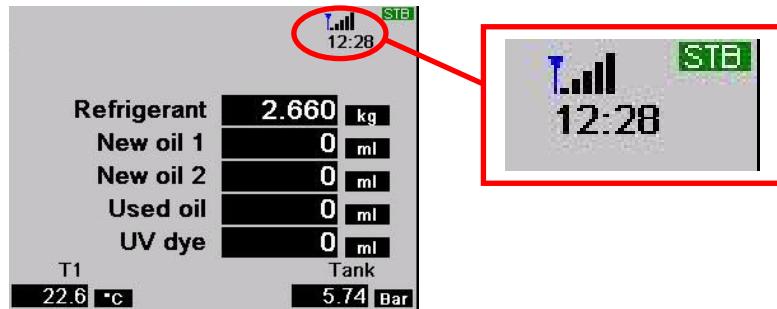 STB
12:28
Refrigerant 2.660 kg
New oil 1 0 ml
New oil 2 0 ml
Used oil 0 ml
UV dye 0 ml
T1 Tank
22.6 °C 5.74 Bar
STB
12:28